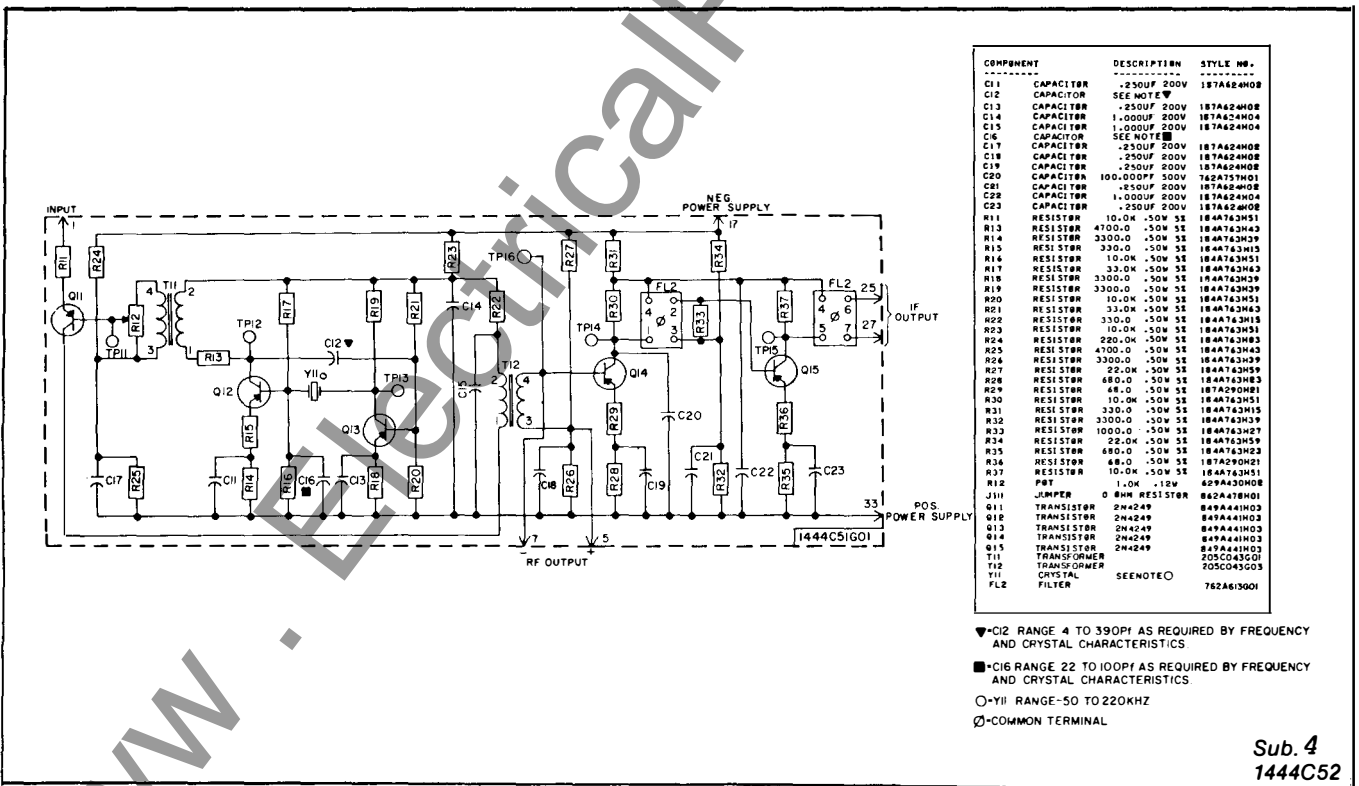 INPUT
1
NEG.
POWER SUPPLY
17
R11
R24
Q11
TP11
R12
T11
4
2
3
1
R13
TP12
R17
C12▼
R19
R21
R23
C14
TP16
R22
R27
R31
R34
R30
FL2
4
2
1
3
R33
TP14
R37
FL2
4
6
5
7
25
27
IF
OUTPUT
TP15
Q12
Y11○
TP13
Q13
C15
T12
2
4
1
3
Q14
Q15
R15
R29
C20
R36
C17
R25
C11
R14
R16
C16
■
C13
R18
R20
C18
R26
R28
C19
C21
R32
C22
R35
C23
33
POS.
POWER SUPPLY
1444C51G01
-
7
5
+
RF OUTPUT
COMPONENT DESCRIPTION STYLE NO.
C11 CAPACITOR .250UF 200V 187A624H02
C12 CAPACITOR SEE NOTE▼
C13 CAPACITOR .250UF 200V 187A624H02
C14 CAPACITOR 1.000UF 200V 187A624H04
C15 CAPACITOR 1.000UF 200V 187A624H04
C16 CAPACITOR SEE NOTE■
C17 CAPACITOR .250UF 200V 187A624H02
C18 CAPACITOR .250UF 200V 187A624H02
C19 CAPACITOR .250UF 200V 187A624H02
C20 CAPACITOR 100.000PF 500V 762A757H01
C21 CAPACITOR .250UF 200V 187A624H02
C22 CAPACITOR 1.000UF 200V 187A624H04
C23 CAPACITOR .250UF 200V 187A624H02
R11 RESISTOR 10.0K .50W 5% 184A763H51
R13 RESISTOR 4700.0 .50W 5% 184A763H43
R14 RESISTOR 3300.0 .50W 5% 184A763H39
R15 RESISTOR 330.0 .50W 5% 184A763H15
R16 RESISTOR 10.0K .50W 5% 184A763H51
R17 RESISTOR 33.0K .50W 5% 184A763H63
R18 RESISTOR 3300.0 .50W 5% 184A763H39
R19 RESISTOR 3300.0 .50W 5% 184A763H39
R20 RESISTOR 10.0K .50W 5% 184A763H51
R21 RESISTOR 33.0K .50W 5% 184A763H63
R22 RESISTOR 330.0 .50W 5% 184A763H15
R23 RESISTOR 10.0K .50W 5% 184A763H51
R24 RESISTOR 220.0K .50W 5% 184A763H83
R25 RESISTOR 4700.0 .50W 5% 184A763H43
R26 RESISTOR 3300.0 .50W 5% 184A763H39
R27 RESISTOR 22.0K .50W 5% 184A763H59
R28 RESISTOR 680.0 .50W 5% 184A763H23
R29 RESISTOR 68.0 .50W 5% 187A290H21
R30 RESISTOR 10.0K .50W 5% 184A763H51
R31 RESISTOR 330.0 .50W 5% 184A763H15
R32 RESISTOR 3300.0 .50W 5% 184A763H39
R33 RESISTOR 1000.0 .50W 5% 184A763H27
R34 RESISTOR 22.0K .50W 5% 184A763H59
R35 RESISTOR 680.0 .50W 5% 184A763H23
R36 RESISTOR 68.0 .50W 5% 187A290H21
R37 RESISTOR 10.0K .50W 5% 184A763H51
R12 POT 1.0K .12W 629A430H02
J11 JUMPER 0 OHM RESISTOR 862A478H01
Q11 TRANSISTOR 2N4249 849A441H03
Q12 TRANSISTOR 2N4249 849A441H03
Q13 TRANSISTOR 2N4249 849A441H03
Q14 TRANSISTOR 2N4249 849A441H03
Q15 TRANSISTOR 2N4249 849A441H03
T11 TRANSFORMER 205C043G01
T12 TRANSFORMER 205C043G03
Y11 CRYSTAL SEENOTE○
FL2 FILTER 762A613G01
▼-C12 RANGE 4 TO 390Pf AS REQUIRED BY FREQUENCY
AND CRYSTAL CHARACTERISTICS.
■-C16 RANGE 22 TO 100Pf AS REQUIRED BY FREQUENCY
AND CRYSTAL CHARACTERISTICS.
○-Y11 RANGE-50 TO 220KHZ
Ø-COMMON TERMINAL
Sub. 4
1444C52